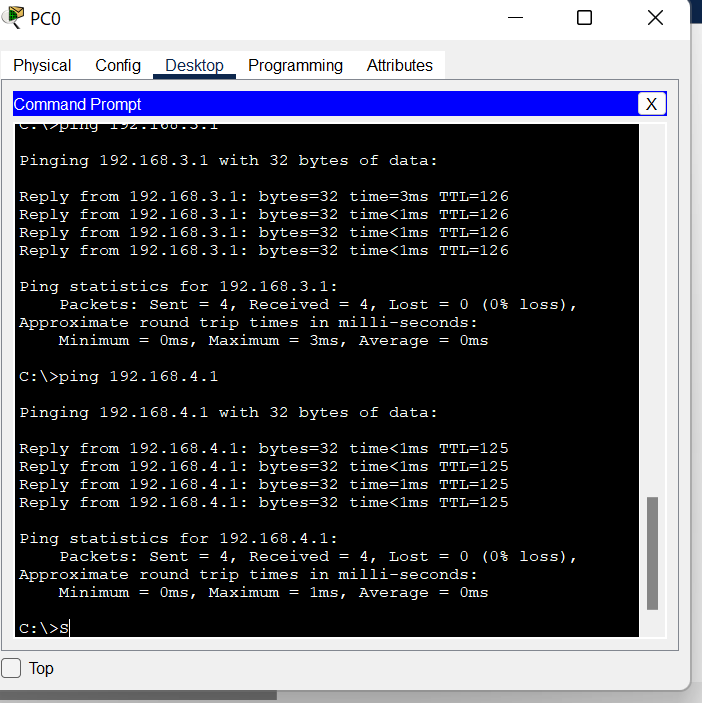 PC0
Physical Config Desktop Programming Attributes
Command Prompt
X
C:\>ping 192.168.3.1
Pinging 192.168.3.1 with 32 bytes of data:
Reply from 192.168.3.1: bytes=32 time=3ms TTL=126
Reply from 192.168.3.1: bytes=32 time<1ms TTL=126
Reply from 192.168.3.1: bytes=32 time<1ms TTL=126
Reply from 192.168.3.1: bytes=32 time<1ms TTL=126
Ping statistics for 192.168.3.1:
Packets: Sent = 4, Received = 4, Lost = 0 (0% loss),
Approximate round trip times in milli-seconds:
Minimum = 0ms, Maximum = 3ms, Average = 0ms
C:\>ping 192.168.4.1
Pinging 192.168.4.1 with 32 bytes of data:
Reply from 192.168.4.1: bytes=32 time<1ms TTL=125
Reply from 192.168.4.1: bytes=32 time<1ms TTL=125
Reply from 192.168.4.1: bytes=32 time=1ms TTL=125
Reply from 192.168.4.1: bytes=32 time<1ms TTL=125
Ping statistics for 192.168.4.1:
Packets: Sent = 4, Received = 4, Lost = 0 (0% loss),
Approximate round trip times in milli-seconds:
Minimum = 0ms, Maximum = 1ms, Average = 0ms
C:\>S
Top